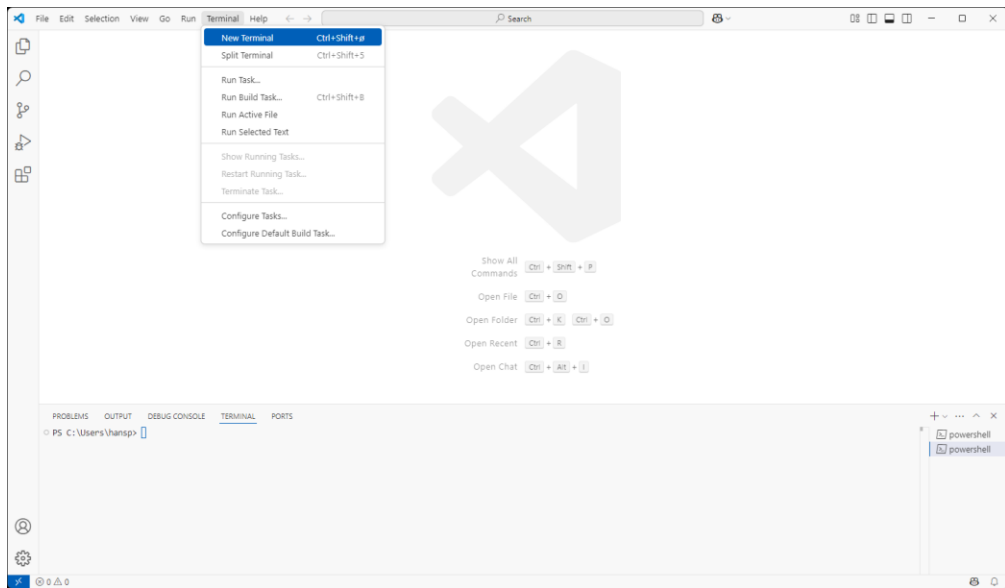 File Edit Selection View Go Run Terminal Help
Search
New Terminal Ctrl+Shift+ø
Split Terminal Ctrl+Shift+5
Run Task...
Run Build Task... Ctrl+Shift+B
Run Active File
Run Selected Text
Show Running Tasks...
Restart Running Task...
Terminate Task...
Configure Tasks...
Configure Default Build Task...
Show All Commands Ctrl + Shift + P
Open File Ctrl + O
Open Folder Ctrl + K Ctrl + O
Open Recent Ctrl + R
Open Chat Ctrl + Alt + I
PROBLEMS OUTPUT DEBUG CONSOLE TERMINAL PORTS
PS C:\Users\hansp>
powershell
powershell
0 0